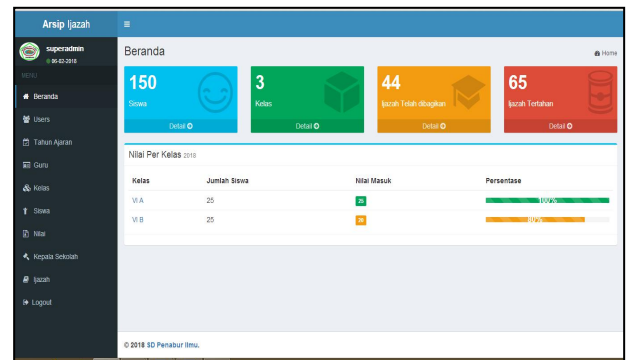 Arsip Ijazah
superadmin
06-02-2018
MENU
Beranda
Users
Tahun Ajaran
Guru
Kelas
Siswa
Nilai
Kepala Sekolah
Ijazah
Logout
Beranda
Home
150
Siswa
Detail
3
Kelas
Detail
44
Ijazah Telah dibagikan
Detail
65
Ijazah Tertahan
Detail
Nilai Per Kelas 2018
Kelas Jumlah Siswa Nilai Masuk Persentase
VI A 25 25 100%
VI B 25 25 80%
© 2018 SD Penabur Ilmu.